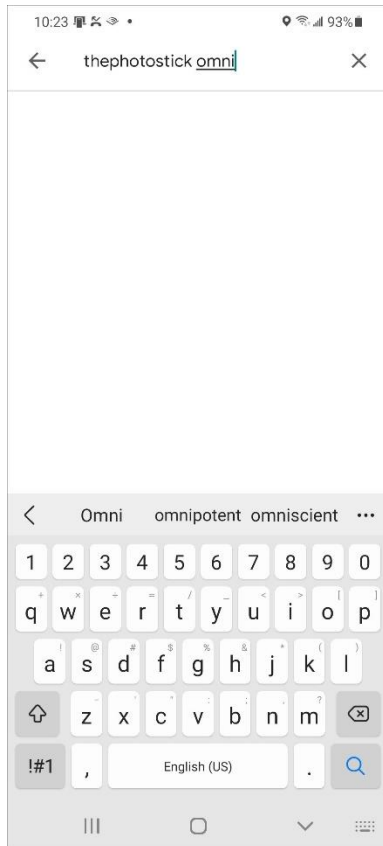 10:23 93%
thephotostick omni
Omni omnipotent omniscient
1 2 3 4 5 6 7 8 9 0
q w e r t y u i o p
a s d f g h j k l
z x c v b n m
!#1 , English (US) .